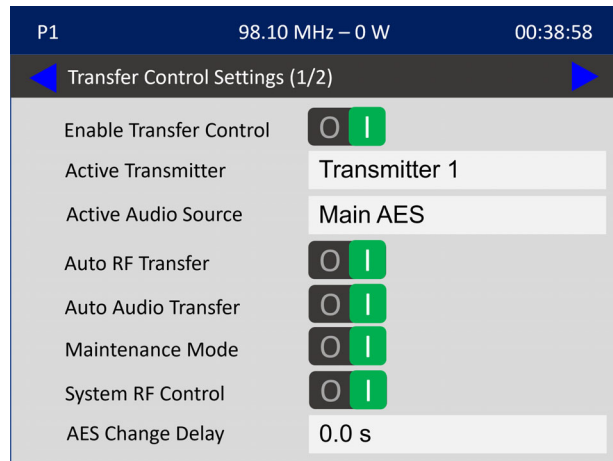 P1 98.10 MHz – 0 W 00:38:58
Transfer Control Settings (1/2)
Enable Transfer Control O I
Active Transmitter Transmitter 1
Active Audio Source Main AES
Auto RF Transfer O I
Auto Audio Transfer O I
Maintenance Mode O I
System RF Control O I
AES Change Delay 0.0 s